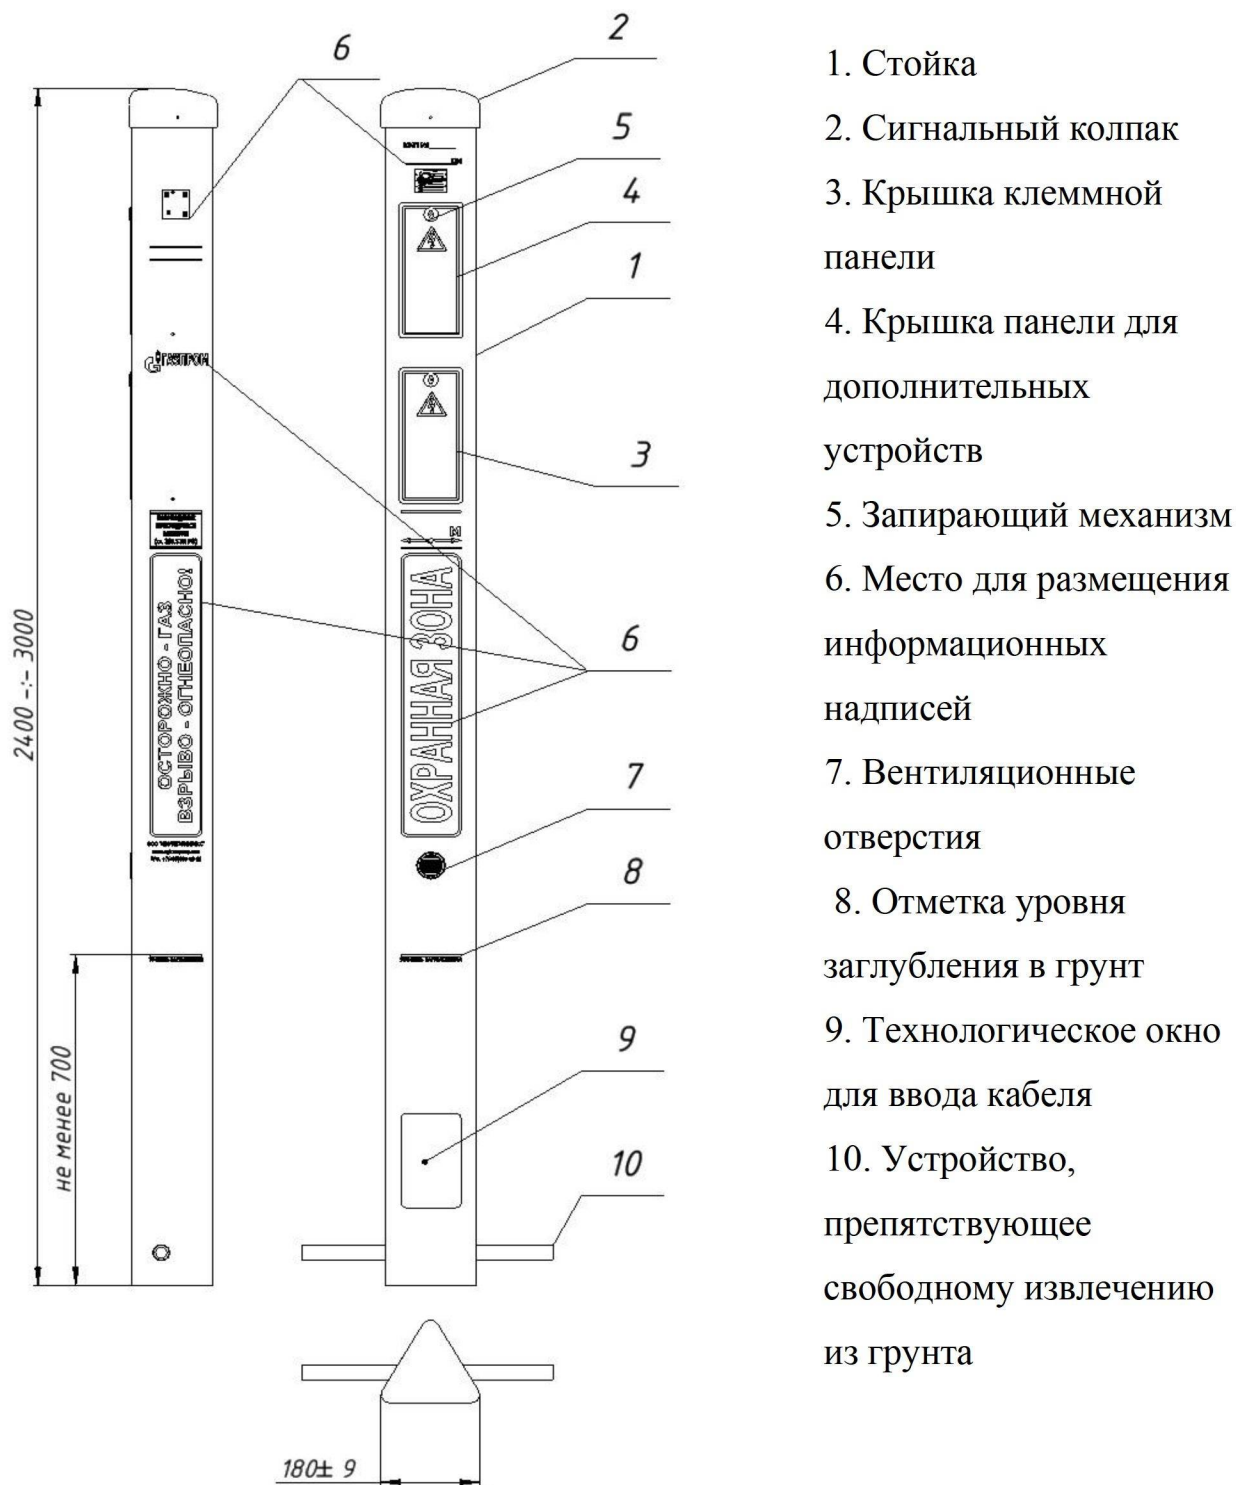 6
2
5
4
1
3
6
7
8
9
10
ГАЗПРОМ
М
ОХРАННАЯ ЗОНА
ОСТОРОЖНО - ГАЗ
ВЗРЫВО - ОГНЕОПАСНО!
2400 -:- 3000
не менее 700
180± 9
1. Стойка
2. Сигнальный колпак
3. Крышка клеммной
панели
4. Крышка панели для
дополнительных
устройств
5. Запирающий механизм
6. Место для размещения
информационных
надписей
7. Вентиляционные
отверстия
8. Отметка уровня
заглубления в грунт
9. Технологическое окно
для ввода кабеля
10. Устройство,
препятствующее
свободному извлечению
из грунта